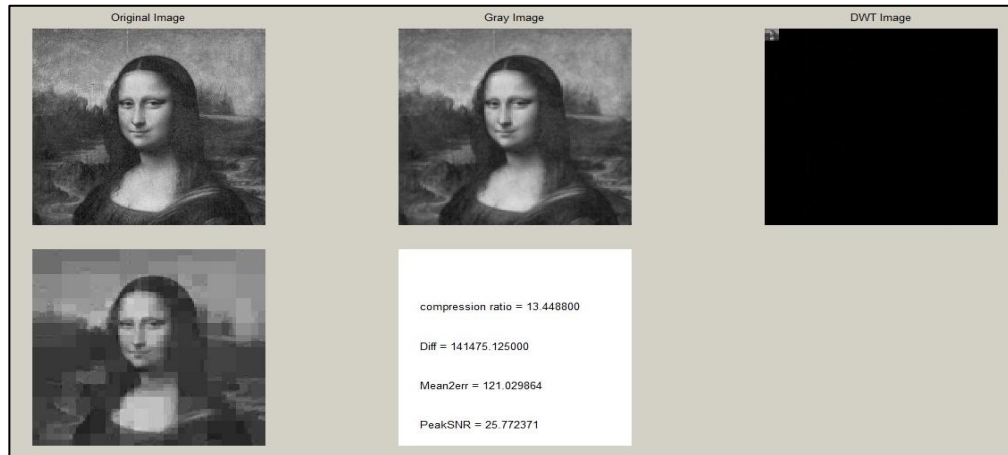 Original Image
Gray Image
DWT Image
compression ratio = 13.448800
Diff = 141475.125000
Mean2err = 121.029864
PeakSNR = 25.772371